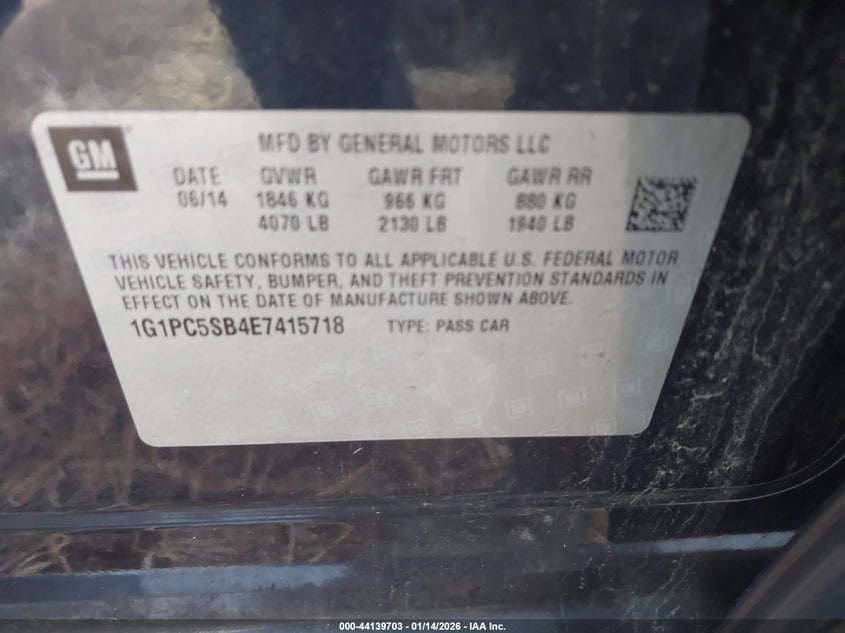 GM
MFD BY GENERAL MOTORS LLC
DATE GVWR GAWR FRT GAWR RR
06/14 1846 KG 966 KG 880 KG
4070 LB 2130 LB 1940 LB
THIS VEHICLE CONFORMS TO ALL APPLICABLE U.S. FEDERAL MOTOR
VEHICLE SAFETY, BUMPER, AND THEFT PREVENTION STANDARDS IN
EFFECT ON THE DATE OF MANUFACTURE SHOWN ABOVE.
1G1PC5SB4E7415718 TYPE: PASS CAR
000-44139703 - 01/14/2026 - IAA Inc.